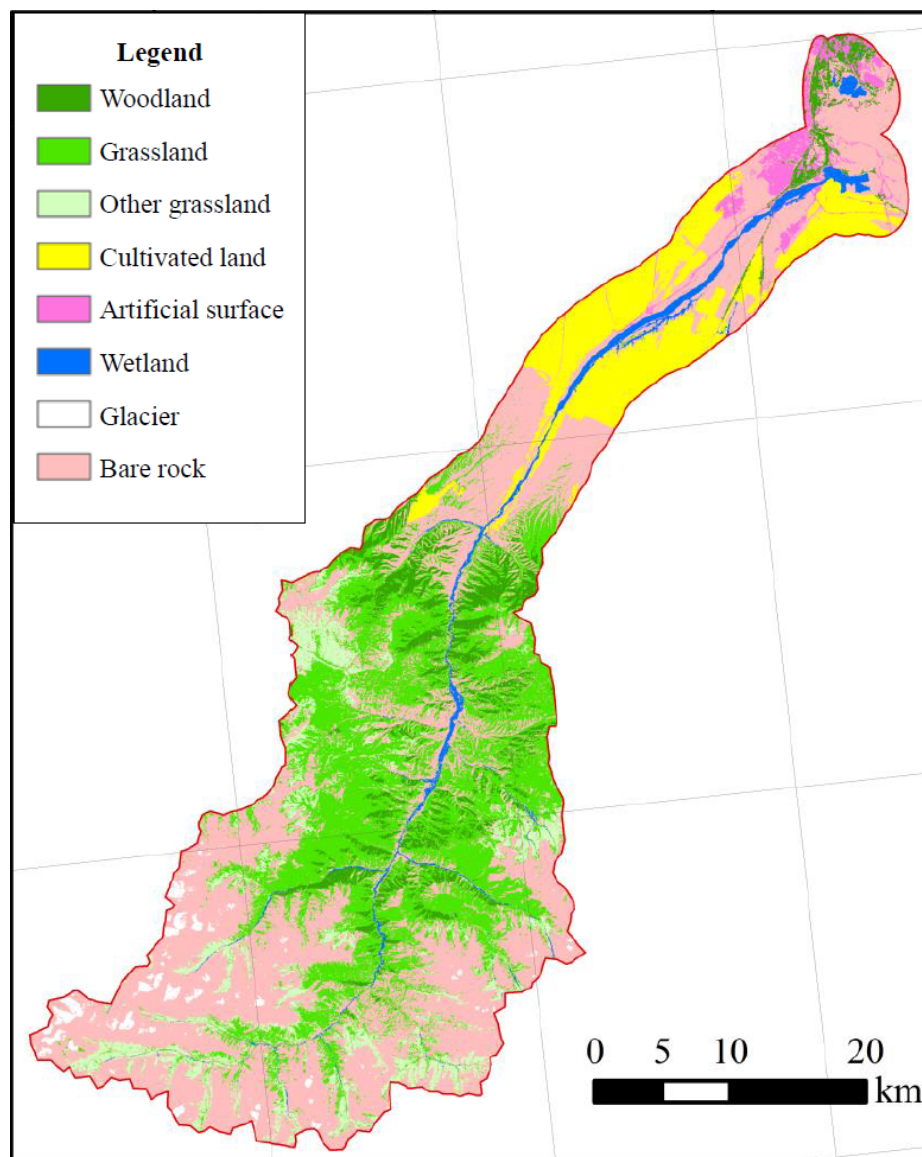 Legend
Woodland
Grassland
Other grassland
Cultivated land
Artificial surface
Wetland
Glacier
Bare rock
0 5 10 20
km